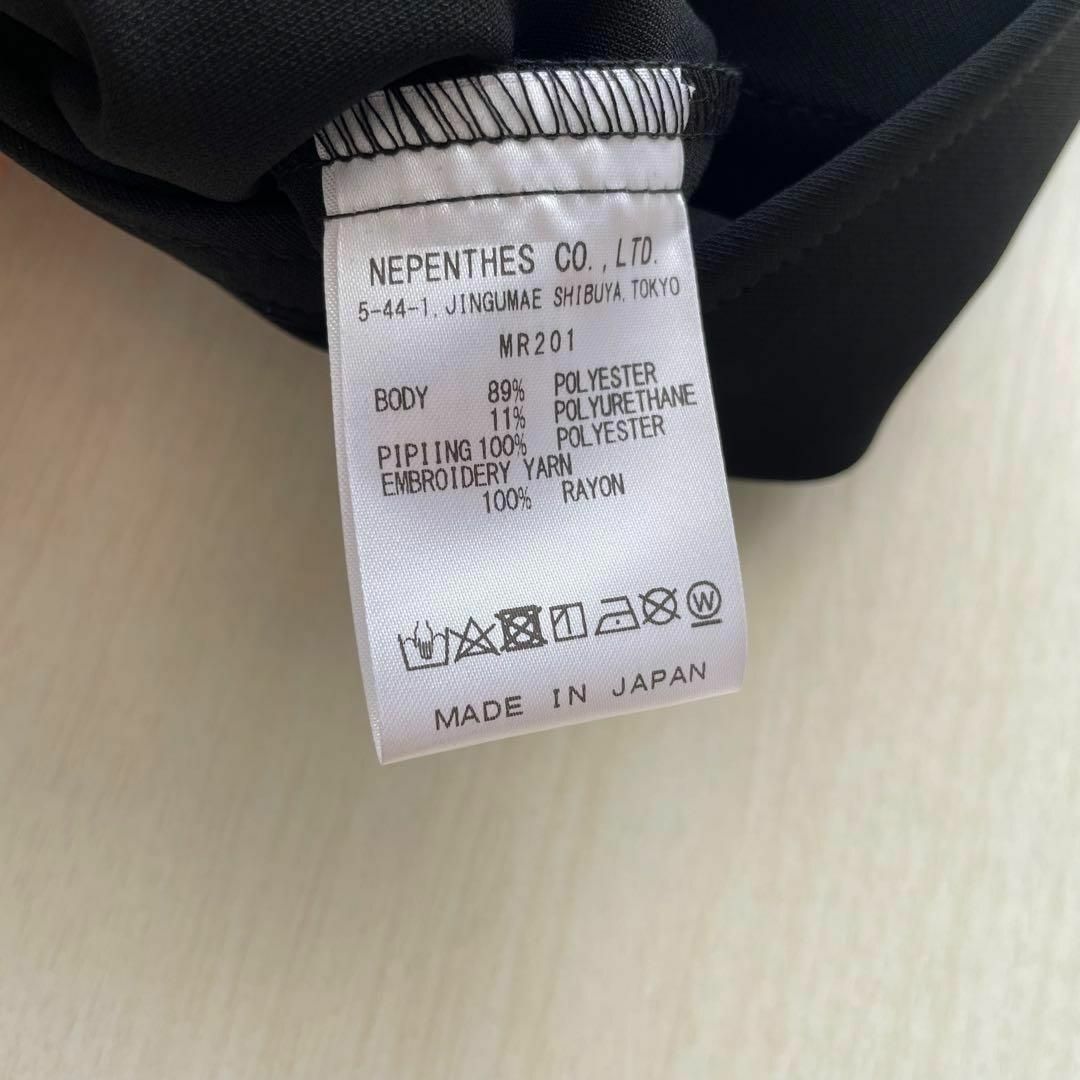 NEPENTHES CO.,LTD.
5-44-1, JINGUMAE SHIBUYA, TOKYO
MR201
BODY 89% POLYESTER
11% POLYURETHANE
PIPIING 100% POLYESTER
EMBROIDERY YARN
100% RAYON
W
MADE IN JAPAN